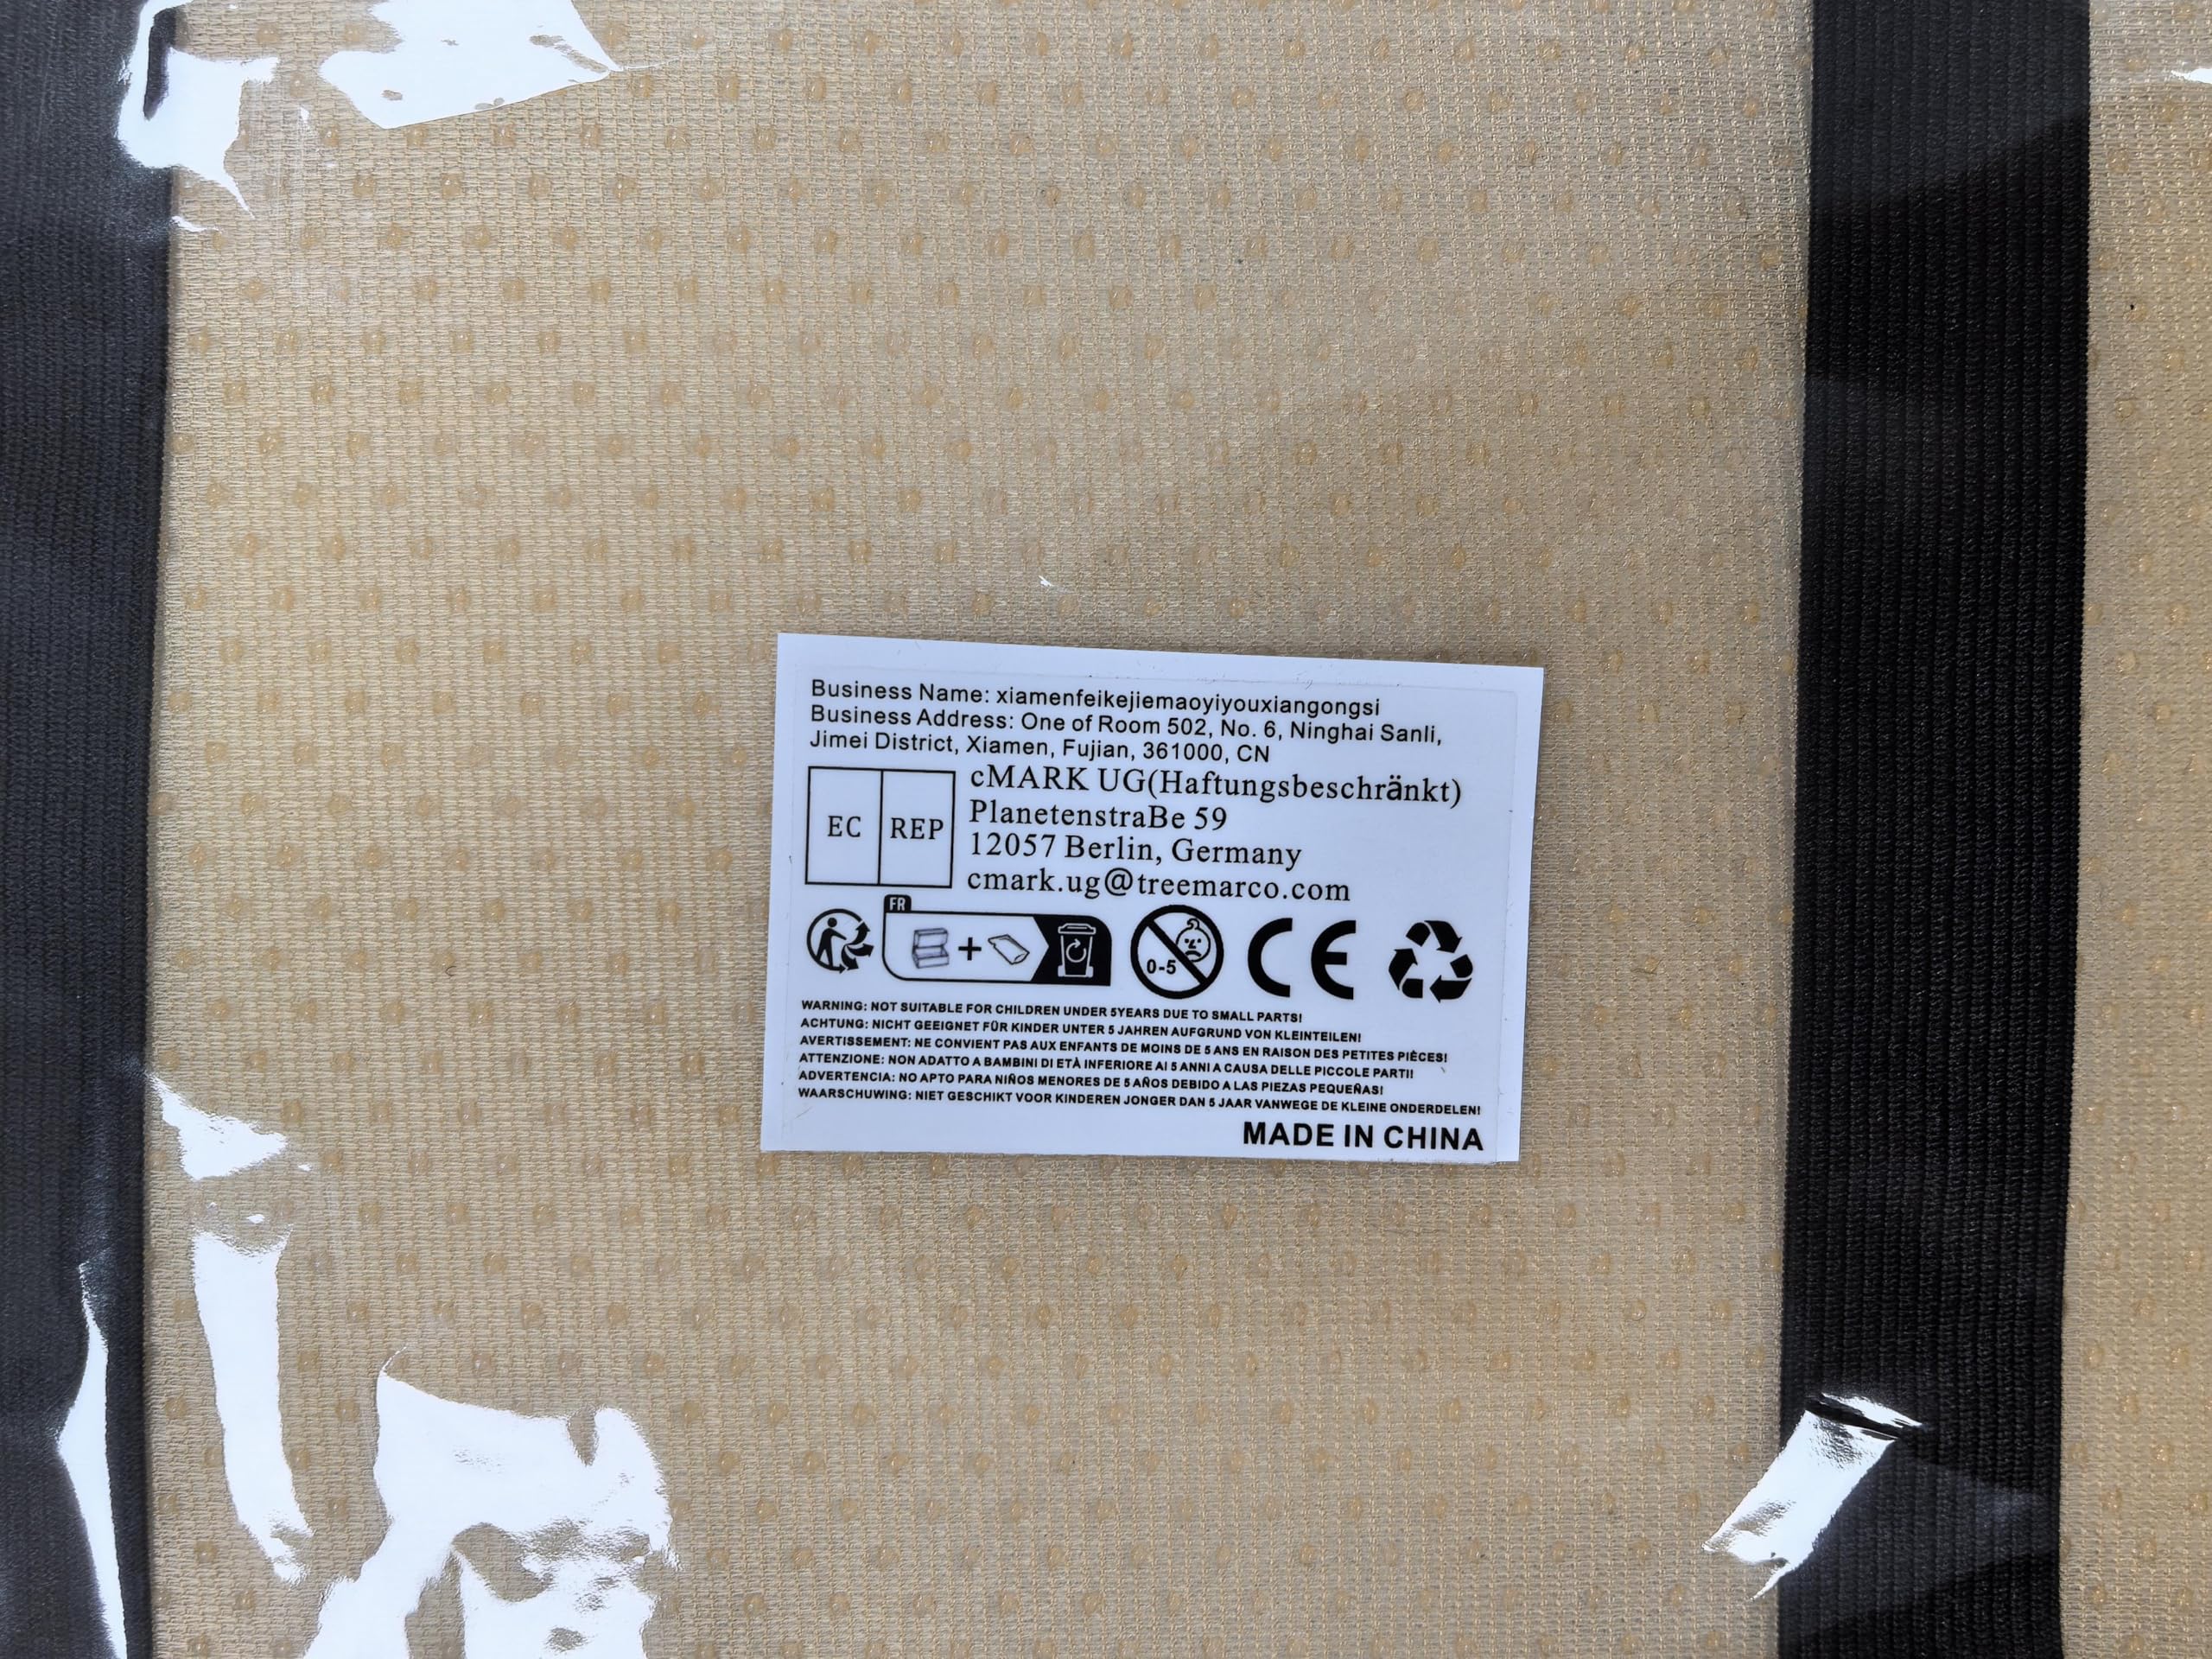 Business Name: xiamenfeikejiemaoyiyouxiangongsi
Business Address: One of Room 502, No. 6, Ninghai Sanli,
Jimei District, Xiamen, Fujian, 361000, CN
EC REP
cMARK UG(Haftungsbeschränkt)
PlanetenstraBe 59
12057 Berlin, Germany
cmark.ug@treemarco.com
FR
+
0-5
CE
WARNING: NOT SUITABLE FOR CHILDREN UNDER 5YEARS DUE TO SMALL PARTS!
ACHTUNG: NICHT GEEIGNET FÜR KINDER UNTER 5 JAHREN AUFGRUND VON KLEINTEILEN!
AVERTISSEMENT: NE CONVIENT PAS AUX ENFANTS DE MOINS DE 5 ANS EN RAISON DES PETITES PIÈCES!
ATTENZIONE: NON ADATTO A BAMBINI DI ETÀ INFERIORE AI 5 ANNI A CAUSA DELLE PICCOLE PARTI!
ADVERTENCIA: NO APTO PARA NIÑOS MENORES DE 5 AÑOS DEBIDO A LAS PIEZAS PEQUEÑAS!
WAARSCHUWING: NIET GESCHIKT VOOR KINDEREN JONGER DAN 5 JAAR VANWEGE DE KLEINE ONDERDELEN!
MADE IN CHINA